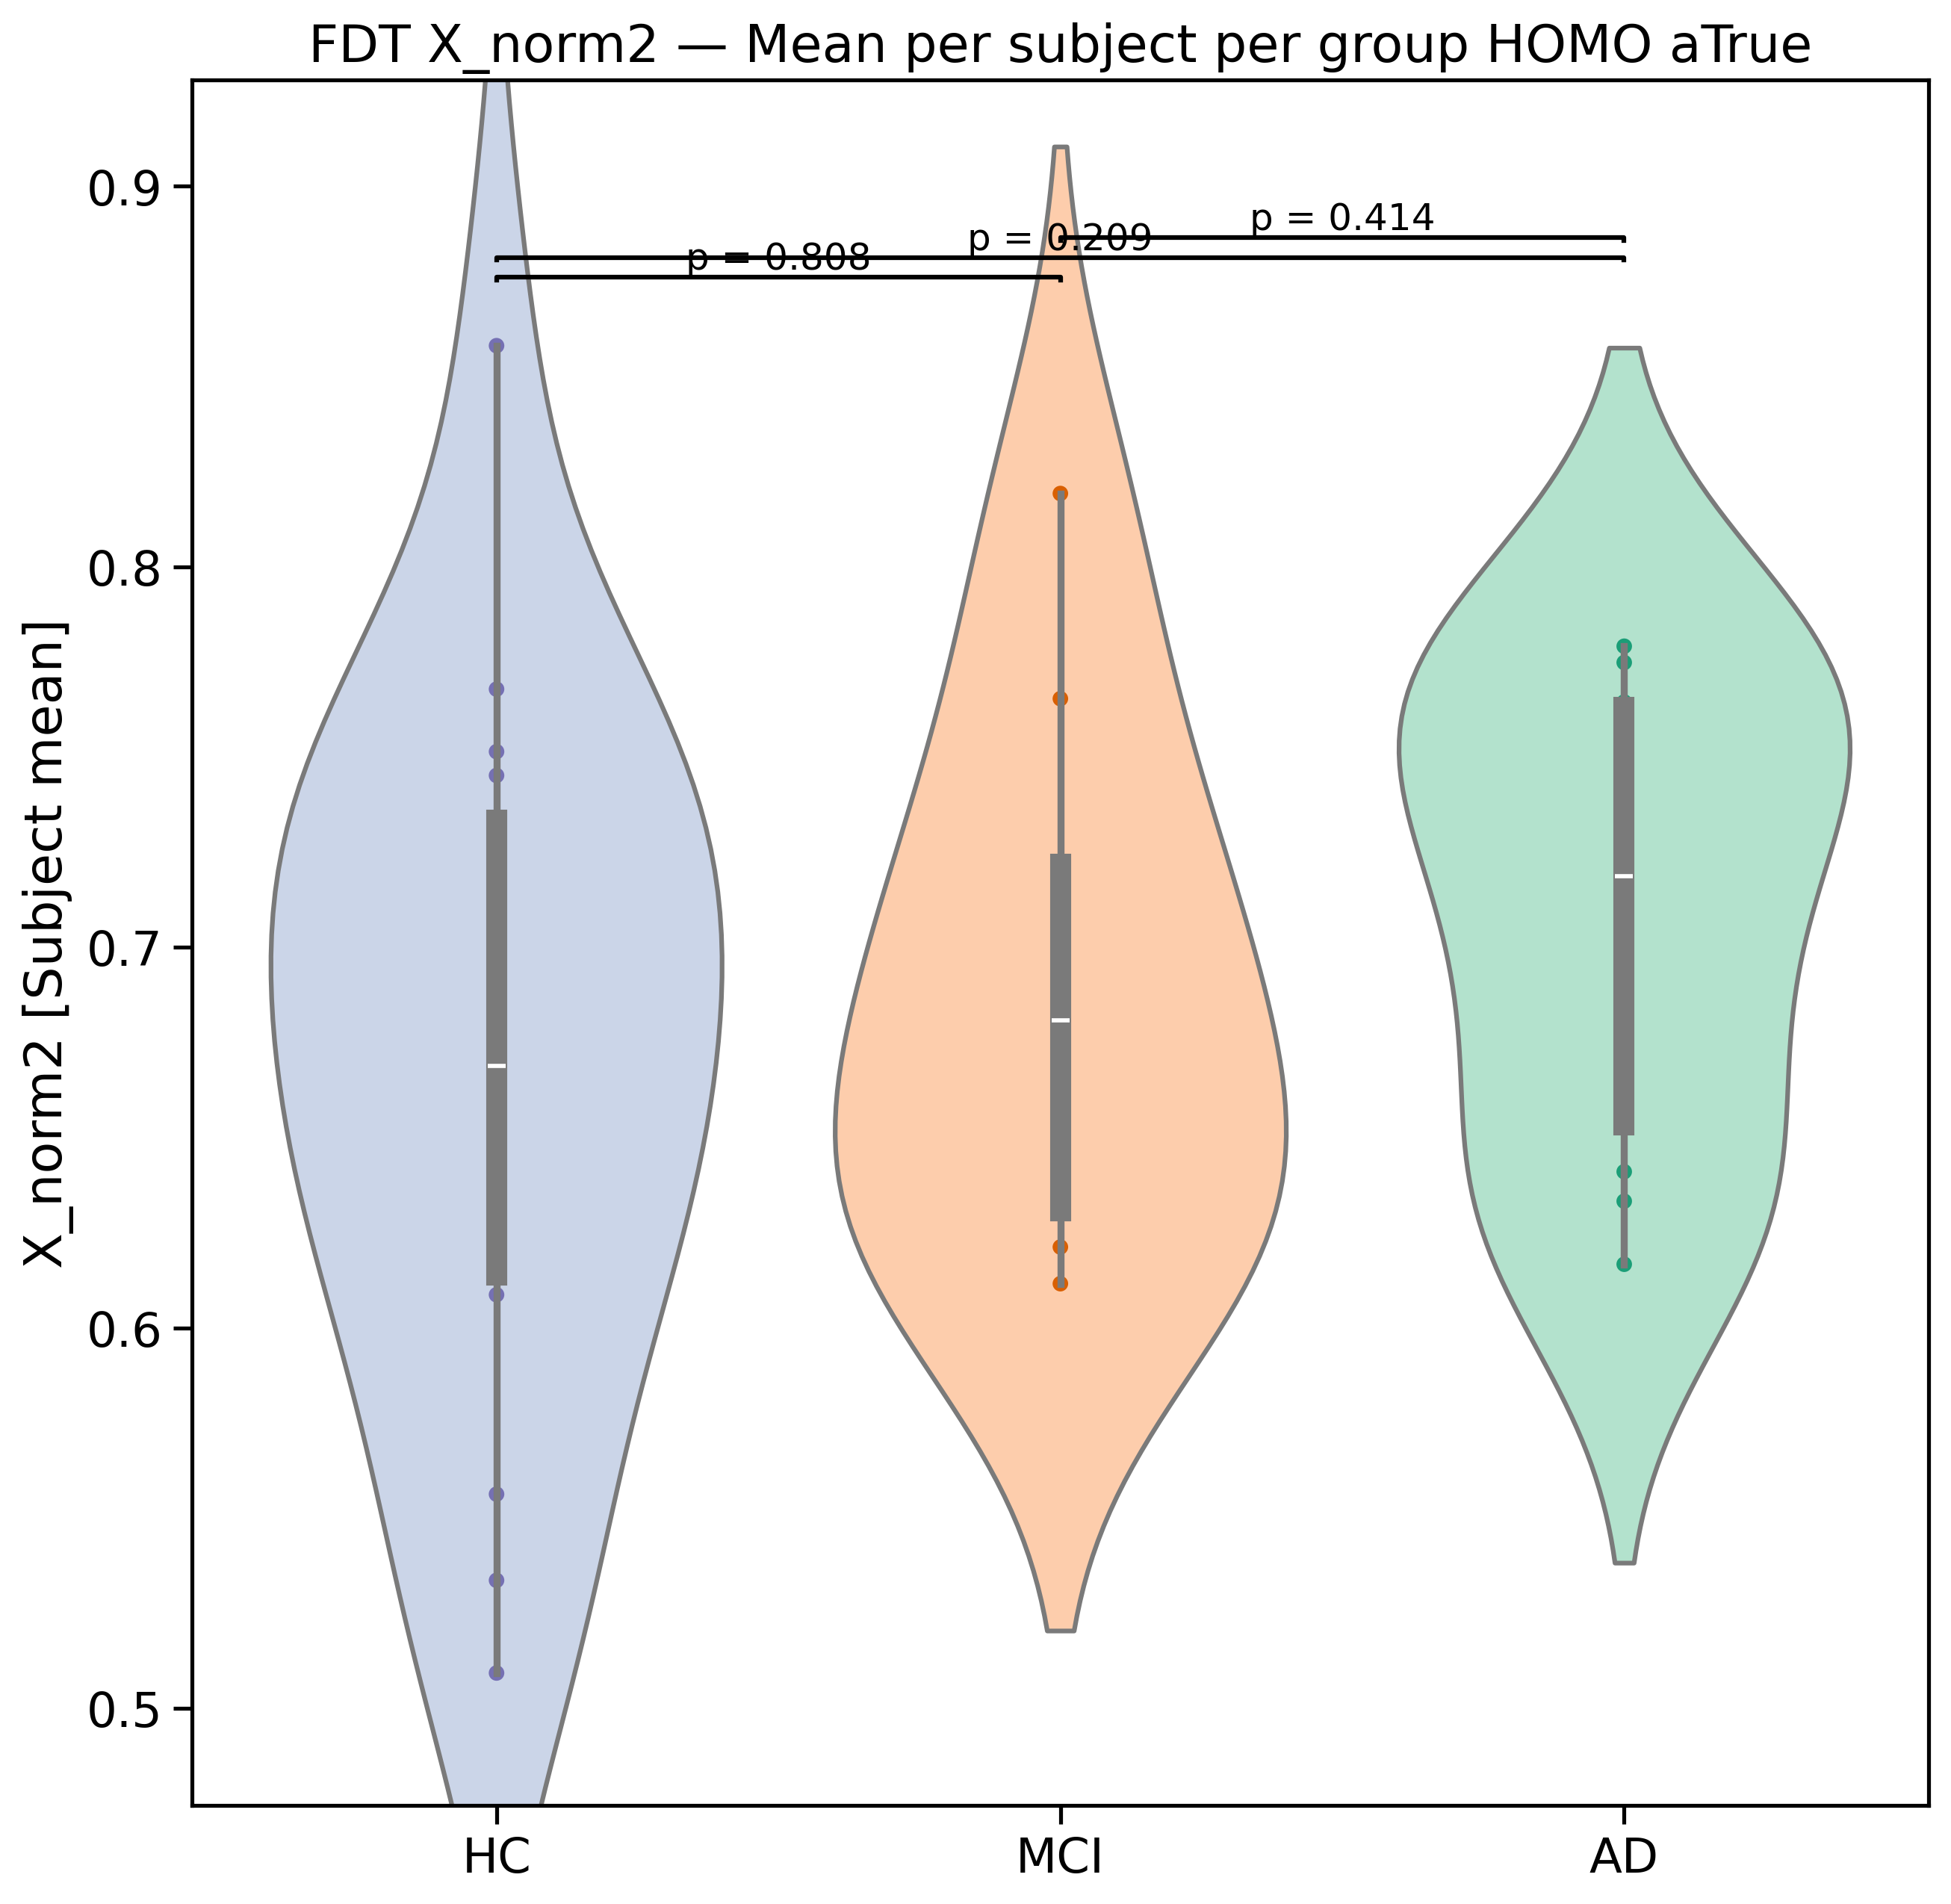 FDT X_norm2 — Mean per subject per group HOMO aTrue
X_norm2 [Subject mean]
0.9
0.8
0.7
0.6
0.5
p = 0.414
p = 0.209
p = 0.808
HC
MCI
AD